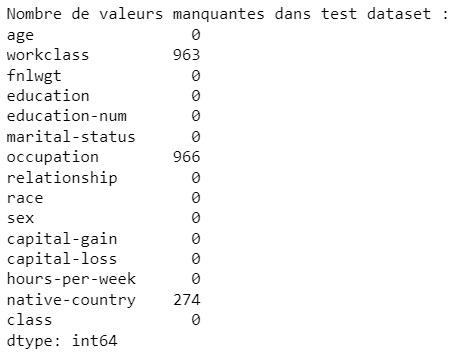 Nombre de valeurs manquantes dans test dataset :
age                 0
workclass         963
fnlwgt              0
education           0
education-num       0
marital-status      0
occupation        966
relationship        0
race                0
sex                 0
capital-gain        0
capital-loss        0
hours-per-week      0
native-country    274
class               0
dtype: int64